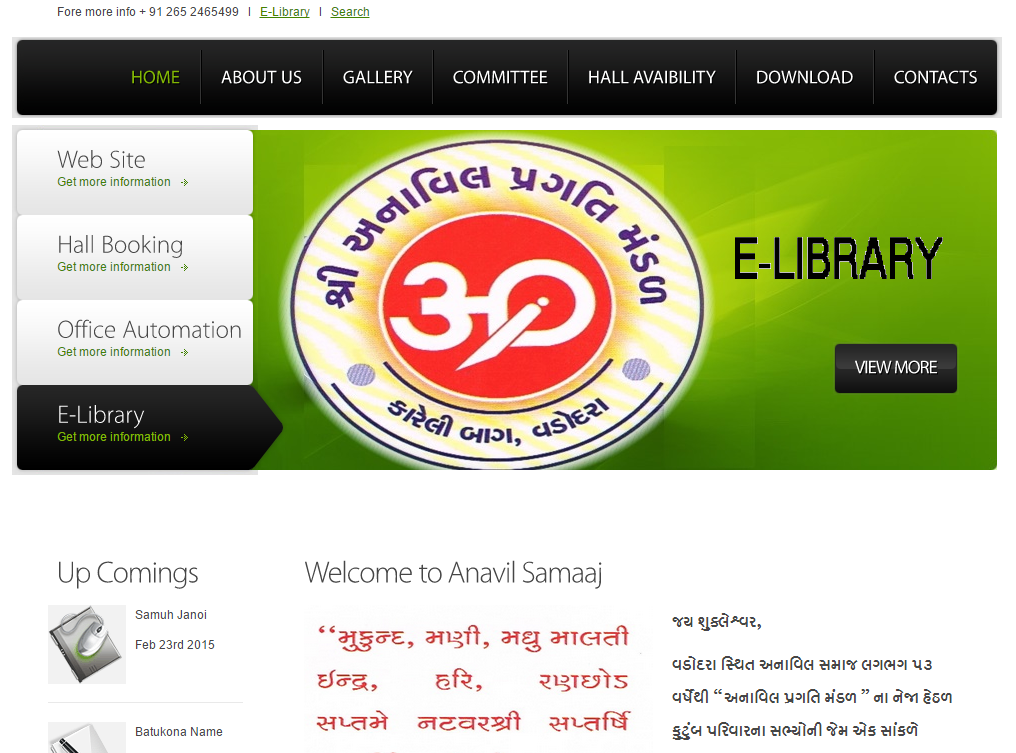 Fore more info + 91 265 2465499 I E-Library I Search
HOME ABOUT US GALLERY COMMITTEE HALL AVAIBILITY DOWNLOAD CONTACTS
Web Site
Get more information
Hall Booking
Get more information
Office Automation
Get more information
E-Library
Get more information
શ્રી અનાવિલ પ્રગતિ મંડળ
કારેલી બાગ, વડોદરા
E-LIBRARY
VIEW MORE
Up Comings
Samuh Janoi
Feb 23rd 2015
Batukona Name
Welcome to Anavil Samaaj
“મુકુન્દ, મણી, મધુ માલતી
ઈન્દ્ર, હરિ, રણછોડ
સપ્તમે નટવરશ્રી સપ્તર્ષિ
જય શુકલેશ્વર,
વડોદરા સ્થિત અનાવિલ સમાજ લગભગ ૫૩
વર્ષેથી “ અનાવિલ પ્રગતિ મંડળ ” ના નેજા હેઠળ
કુટુંબ પરિવારના સભ્યોની જેમ એક સાંકળે